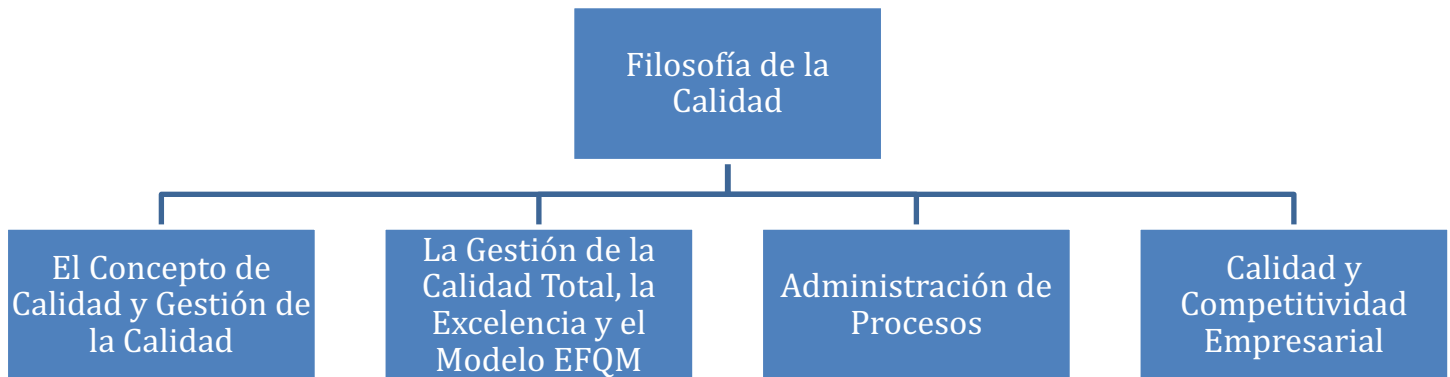 Filosofía de la
Calidad
El Concepto de
Calidad y Gestión de
la Calidad
La Gestión de la
Calidad Total, la
Excelencia y el
Modelo EFQM
Administración de
Procesos
Calidad y
Competitividad
Empresarial